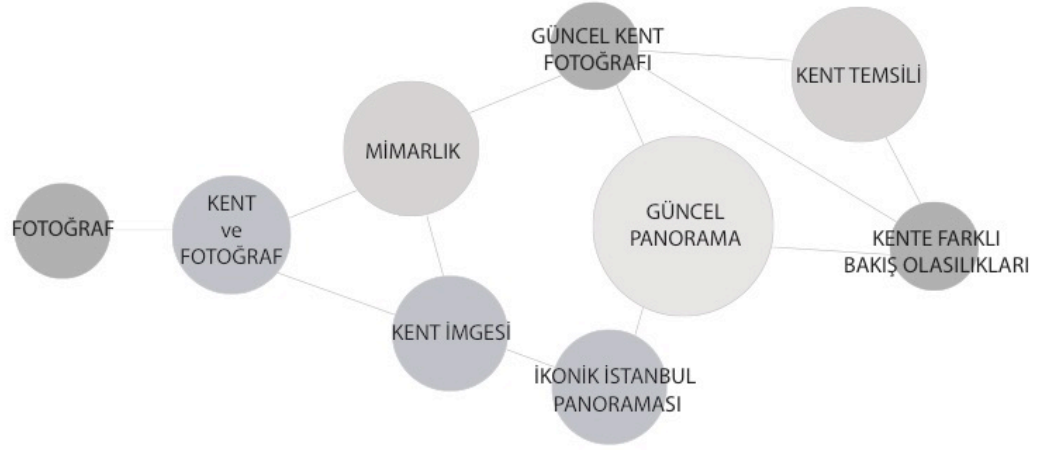 FOTOĞRAF
KENT
ve
FOTOĞRAF
MİMARLIK
KENT İMGESİ
GÜNCEL KENT
FOTOĞRAFI
GÜNCEL
PANORAMA
İKONİK İSTANBUL
PANORAMASI
KENT TEMSİLİ
KENTE FARKLI
BAKIŞ OLASILIKLARI